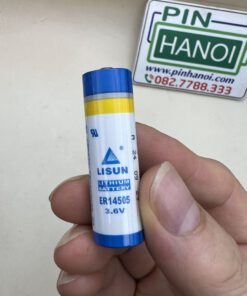 PIN
HANOI
www.pinhanoi.com
082.7788.333
LISUN
LITHIUM
BATTERY
ER14505
3.6V